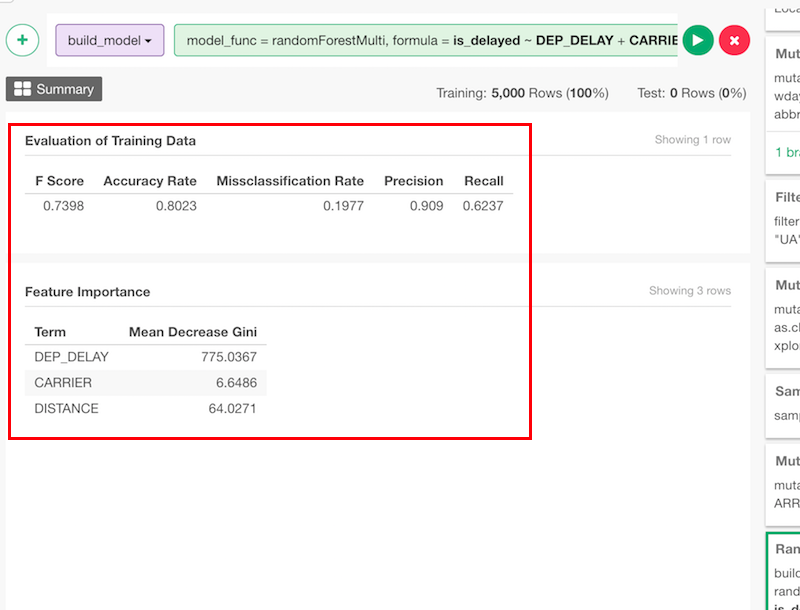 +
build_model
model_func = randomForestMulti, formula = is_delayed ~ DEP_DELAY + CARRIE
Summary
Training: 5,000 Rows (100%) Test: 0 Rows (0%)
Evaluation of Training Data
Showing 1 row
F Score Accuracy Rate Missclassification Rate Precision Recall
0.7398 0.8023 0.1977 0.909 0.6237
Feature Importance
Showing 3 rows
Term Mean Decrease Gini
DEP_DELAY 775.0367
CARRIER 6.6486
DISTANCE 64.0271
Mut
muta
wday
abbr
1 bra
Filte
filter
"UA"
Mut
muta
as.cl
xplor
Sam
samp
Mut
muta
ARR
Ran
build
rand
is_de